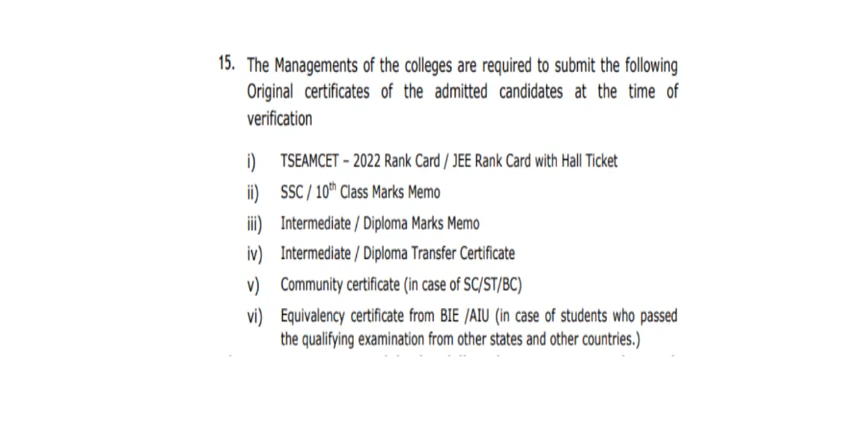 15. The Managements of the colleges are required to submit the following
Original certificates of the admitted candidates at the time of
verification
i) TSEAMCET – 2022 Rank Card / JEE Rank Card with Hall Ticket
ii) SSC / 10th Class Marks Memo
iii) Intermediate / Diploma Marks Memo
iv) Intermediate / Diploma Transfer Certificate
v) Community certificate (in case of SC/ST/BC)
vi) Equivalency certificate from BIE /AIU (in case of students who passed
the qualifying examination from other states and other countries.)